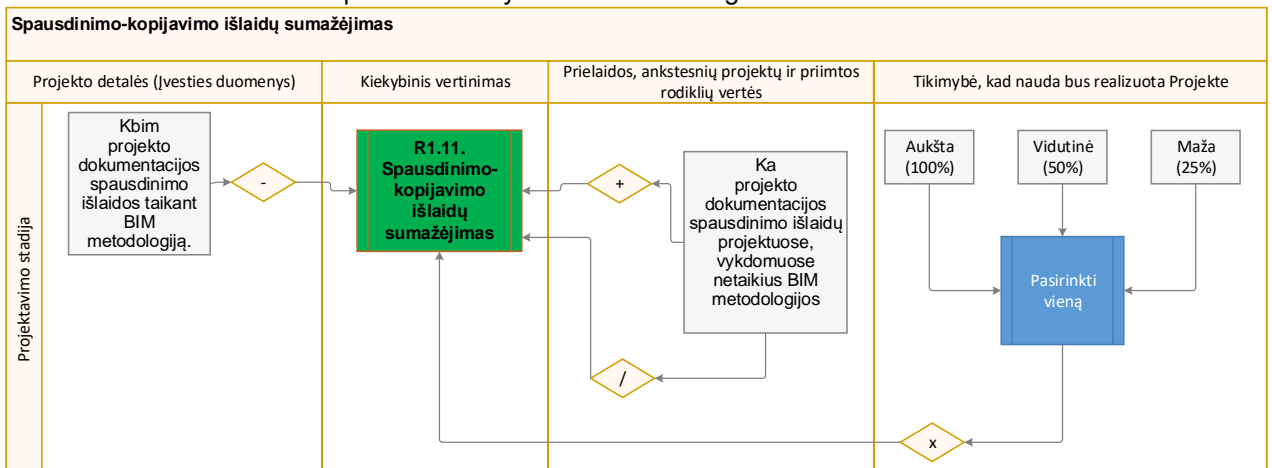 Spausdinimo-kopijavimo išlaidų sumažėjimas
Projekto detalės (Įvesties duomenys)
Kiekybinis vertinimas
Prielaidos, ankstesnių projektų ir priimtos
rodiklių vertės
Tikimybė, kad nauda bus realizuota Projekte
Projektavimo stadija
Kbim
projekto
dokumentacijos
spausdinimo
išlaidos taikant
BIM
metodologiją.
-
R1.11.
Spausdinimo-
kopijavimo
išlaidų
sumažėjimas
+
/
Ka
projekto
dokumentacijos
spausdinimo išlaidų
projektuose,
vykdomuose
netaikius BIM
metodologijos
Aukšta
(100%)
Vidutinė
(50%)
Maža
(25%)
Pasirinkti
vieną
x